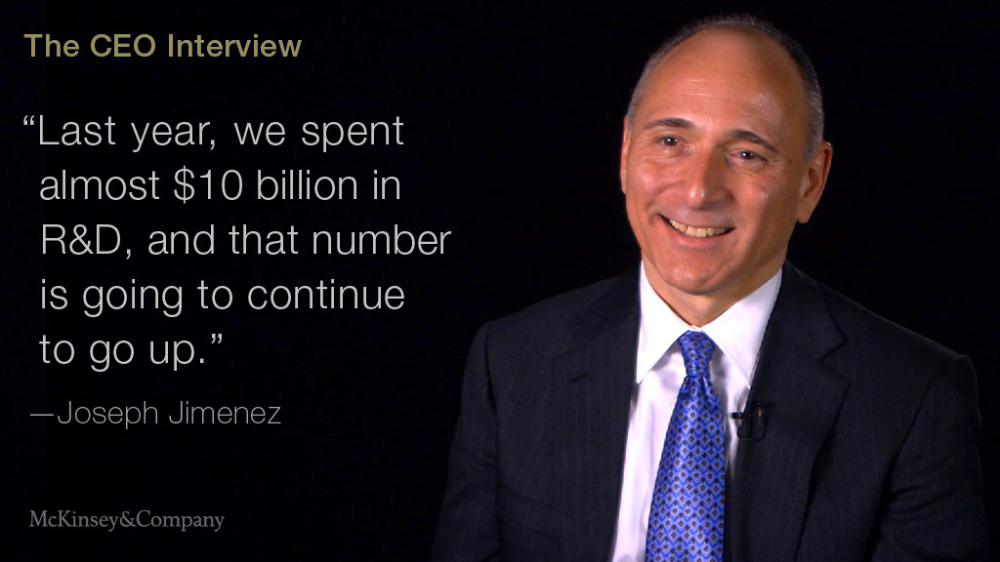 The CEO Interview
“Last year, we spent
almost $10 billion in
R&D, and that number
is going to continue
to go up.”
—Joseph Jimenez
McKinsey&Company